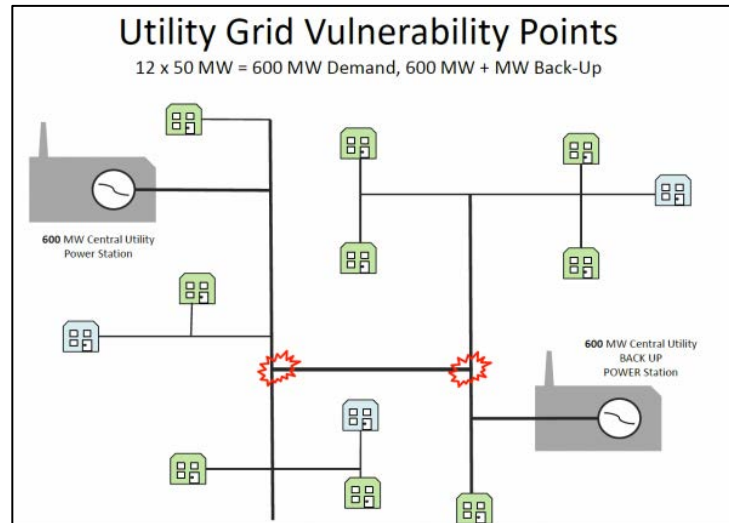 Utility Grid Vulnerability Points
12 x 50 MW = 600 MW Demand, 600 MW + MW Back-Up
600 MW Central Utility
Power Station
600 MW Central Utility
BACK UP
POWER Station